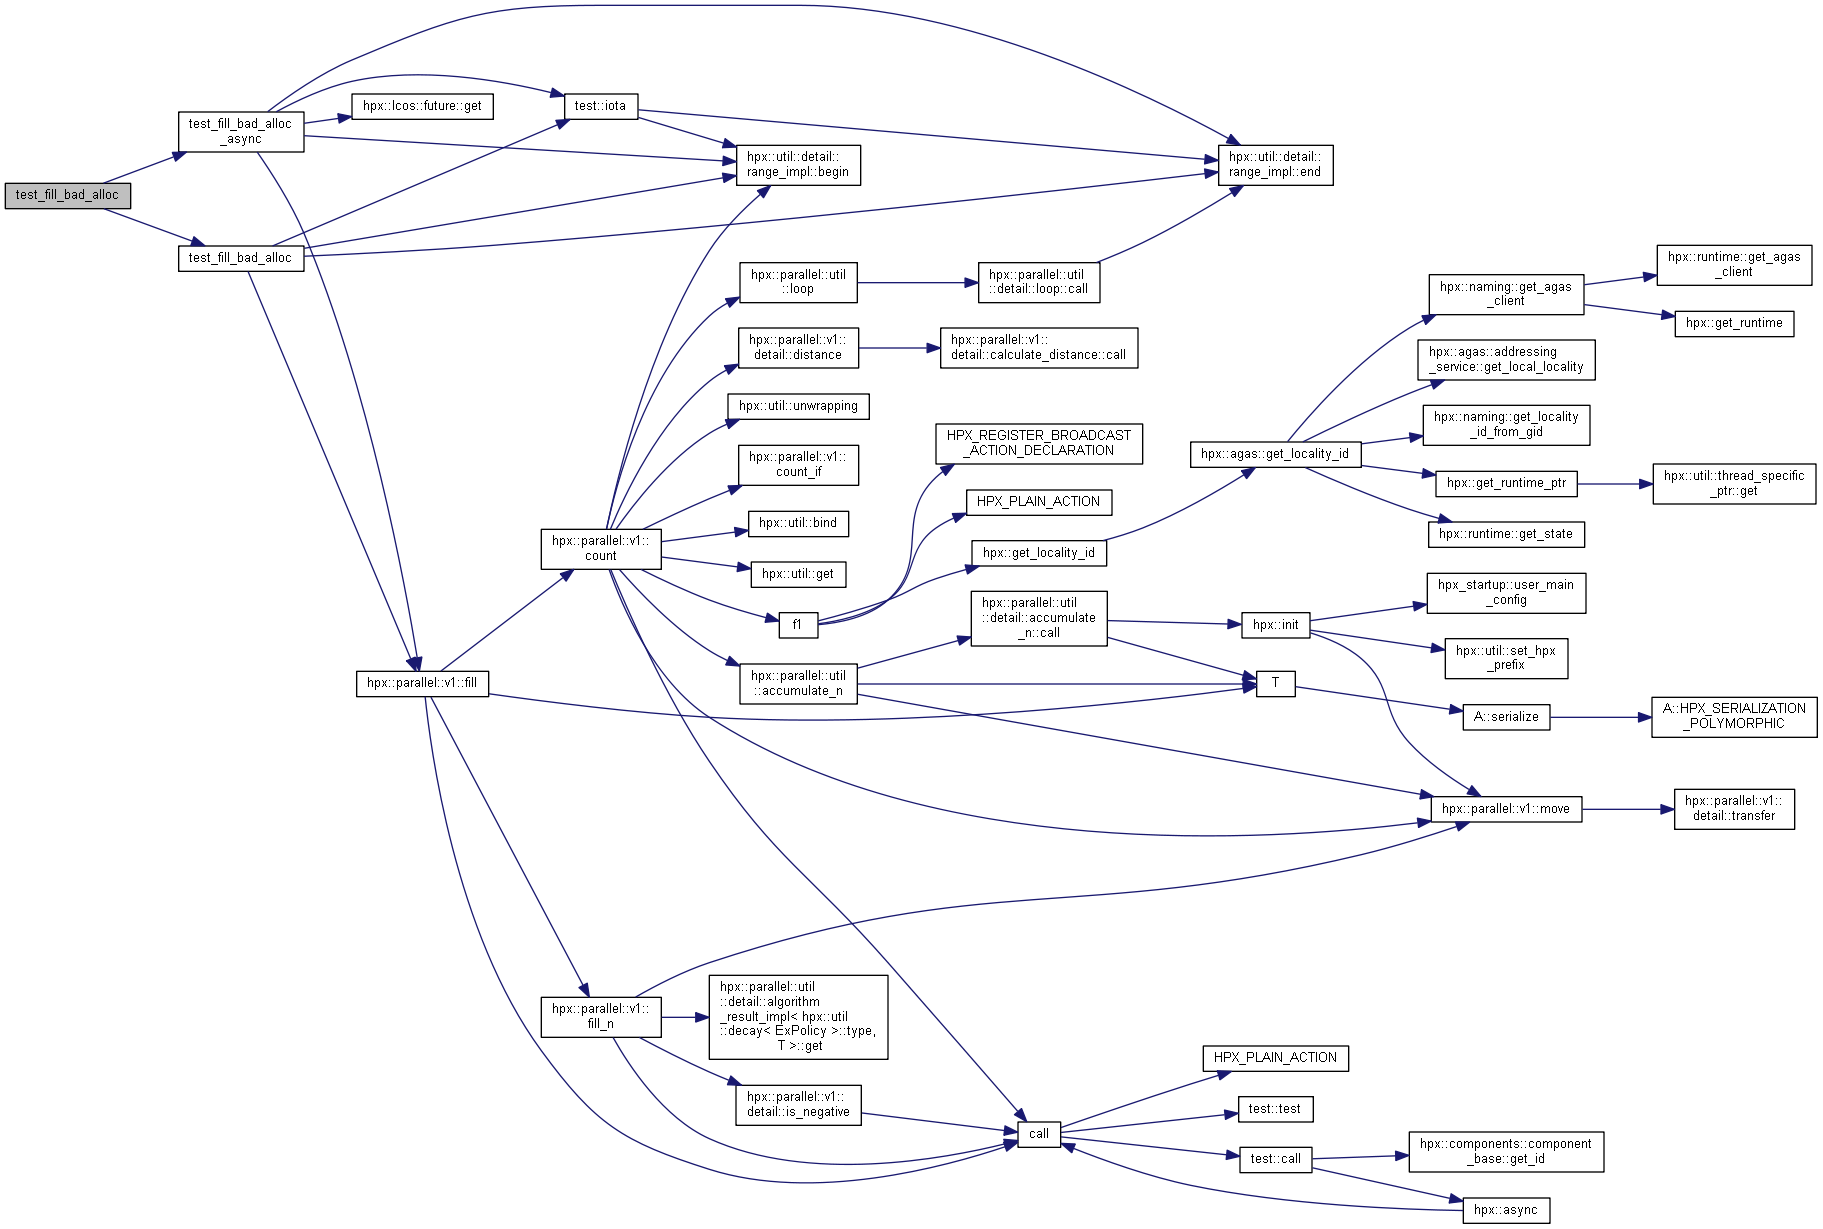 test_fill_bad_alloc
test_fill_bad_alloc
_async
test_fill_bad_alloc
hpx::lcos::future::get
test::iota
hpx::util::detail::
range_impl::begin
hpx::util::detail::
range_impl::end
hpx::parallel::v1::fill
hpx::parallel::v1::
count
hpx::parallel::util
::loop
hpx::parallel::util
::detail::loop::call
hpx::parallel::v1::
detail::distance
hpx::parallel::v1::
detail::calculate_distance::call
hpx::util::unwrapping
hpx::parallel::v1::
count_if
hpx::util::bind
hpx::util::get
f1
HPX_REGISTER_BROADCAST
_ACTION_DECLARATION
HPX_PLAIN_ACTION
hpx::get_locality_id
hpx::agas::get_locality_id
hpx::naming::get_agas
_client
hpx::runtime::get_agas
_client
hpx::get_runtime
hpx::agas::addressing
_service::get_local_locality
hpx::naming::get_locality
_id_from_gid
hpx::get_runtime_ptr
hpx::util::thread_specific
_ptr::get
hpx::runtime::get_state
hpx::parallel::util
::accumulate_n
hpx::parallel::util
::detail::accumulate
_n::call
hpx::init
hpx_startup::user_main
_config
hpx::util::set_hpx
_prefix
T
A::serialize
A::HPX_SERIALIZATION
_POLYMORPHIC
hpx::parallel::v1::move
hpx::parallel::v1::
detail::transfer
hpx::parallel::v1::
fill_n
hpx::parallel::util
::detail::algorithm
_result_impl< hpx::util
::decay< ExPolicy >::type,
T >::get
hpx::parallel::v1::
detail::is_negative
call
HPX_PLAIN_ACTION
test::test
test::call
hpx::components::component
_base::get_id
hpx::async